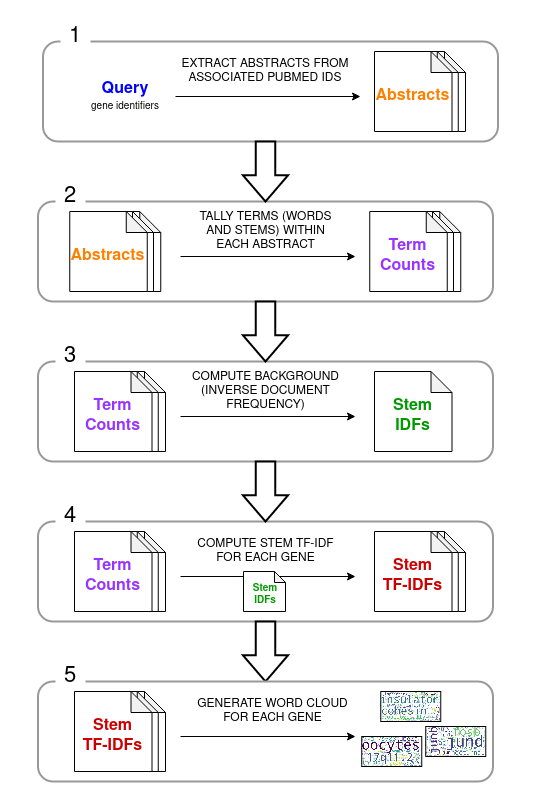 1
Query
gene identifiers
EXTRACT ABSTRACTS FROM
ASSOCIATED PUBMED IDS
Abstracts
2
Abstracts
TALLY TERMS (WORDS
AND STEMS) WITHIN
EACH ABSTRACT
Term
Counts
3
Term
Counts
COMPUTE BACKGROUND
(INVERSE DOCUMENT
FREQUENCY)
Stem
IDFs
4
Term
Counts
COMPUTE STEM TF-IDF
FOR EACH GENE
Stem
IDFs
Stem
TF-IDFs
5
Stem
TF-IDFs
GENERATE WORD CLOUD
FOR EACH GENE
insulator
cohesin
oocytes
17q11.2
jund